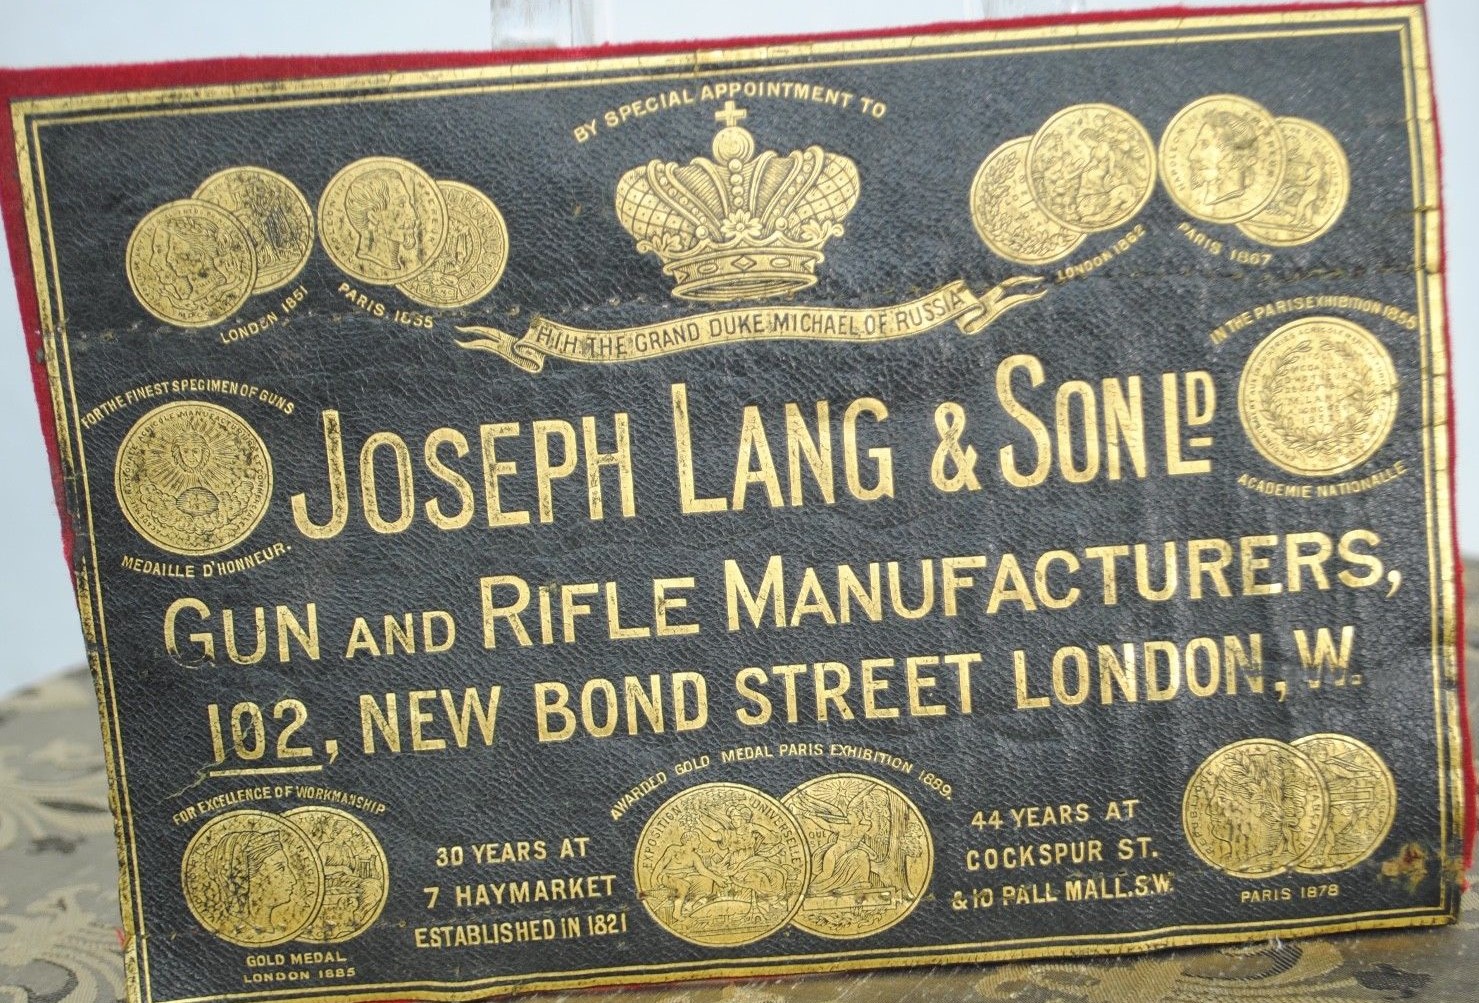 BY SPECIAL APPOINTMENT TO
H.I.H. THE GRAND DUKE MICHAEL OF RUSSIA
LONDON 1851
PARIS 1855
LONDON 1862
PARIS 1867
FOR THE FINEST SPECIMEN OF GUNS
MEDAILLE D'HONNEUR.
IN THE PARIS EXHIBITION 1855
ACADEMIE NATIONALLE
JOSEPH LANG & SON LD
GUN AND RIFLE MANUFACTURERS,
102, NEW BOND STREET LONDON, W.
FOR EXCELLENCE OF WORKMANSHIP
GOLD MEDAL
LONDON 1885
30 YEARS AT
7 HAYMARKET
ESTABLISHED IN 1821
AWARDED GOLD MEDAL PARIS EXHIBITION 1889.
EXPOSITION UNIVERSELLE
44 YEARS AT
COCKSPUR ST.
& 10 PALL MALL.S.W.
PARIS 1878